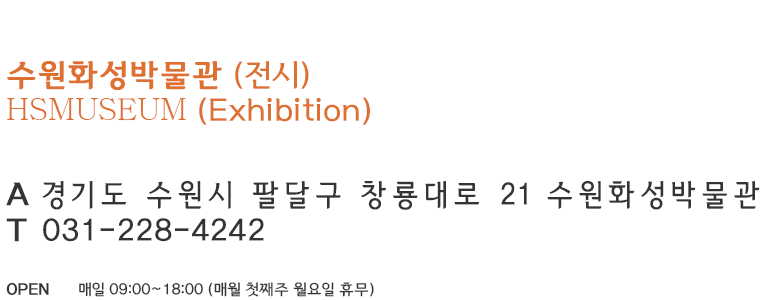 수원화성박물관 (전시)
HSMUSEUM (Exhibition)
A 경기도 수원시 팔달구 창룡대로 21 수원화성박물관
T 031-228-4242
OPEN 매일 09:00~18:00 (매월 첫째주 월요일 휴무)